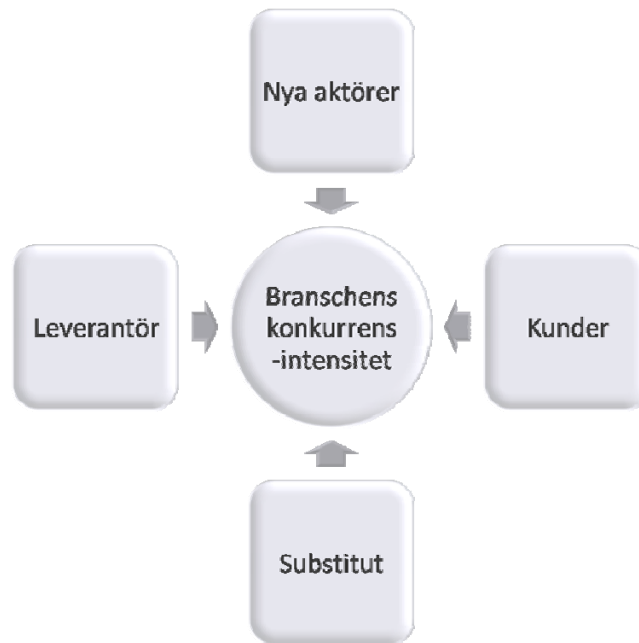 Nya aktörer
Leverantör
Branschens
konkurrens
-intensitet
Kunder
Substitut